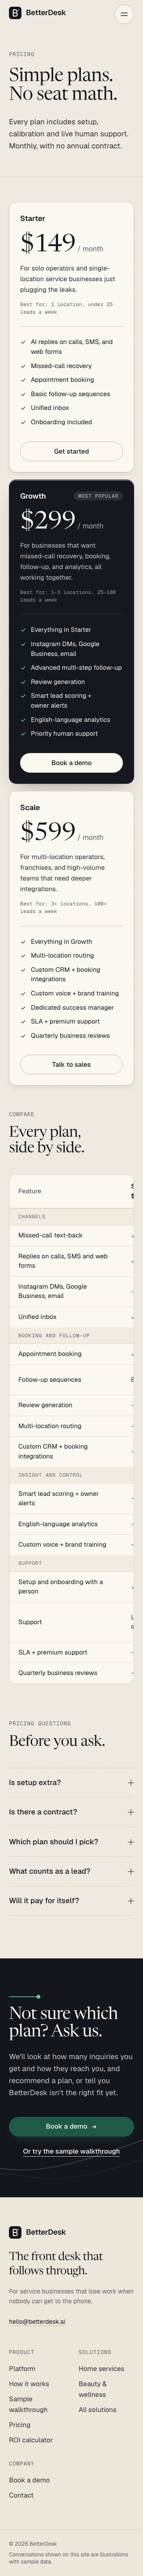 BetterDesk
PRICING
Simple plans.
No seat math.
Every plan includes setup,
calibration and live human support.
Monthly, with no annual contract.
Starter
$149 / month
For solo operators and single-
location service businesses just
plugging the leaks.
Best for: 1 location, under 25
leads a week
AI replies on calls, SMS, and
web forms
Missed-call recovery
Appointment booking
Basic follow-up sequences
Unified inbox
Onboarding included
Get started
Growth
MOST POPULAR
$299 / month
For businesses that want
missed-call recovery, booking,
follow-up, and analytics, all
working together.
Best for: 1-3 locations, 25-100
leads a week
Everything in Starter
Instagram DMs, Google
Business, email
Advanced multi-step follow-up
Review generation
Smart lead scoring +
owner alerts
English-language analytics
Priority human support
Book a demo
Scale
$599 / month
For multi-location operators,
franchises, and high-volume
teams that need deeper
integrations.
Best for: 3+ locations, 100+
leads a week
Everything in Growth
Multi-location routing
Custom CRM + booking
integrations
Custom voice + brand training
Dedicated success manager
SLA + premium support
Quarterly business reviews
Talk to sales
COMPARE
Every plan,
side by side.
Feature
CHANNELS
Missed-call text-back
Replies on calls, SMS and web
forms
Instagram DMs, Google
Business, email
Unified inbox
BOOKING AND FOLLOW-UP
Appointment booking
Follow-up sequences
Review generation
Multi-location routing
Custom CRM + booking
integrations
INSIGHT AND CONTROL
Smart lead scoring + owner
alerts
English-language analytics
Custom voice + brand training
SUPPORT
Setup and onboarding with a
person
Support
SLA + premium support
Quarterly business reviews
PRICING QUESTIONS
Before you ask.
Is setup extra?
Is there a contract?
Which plan should I pick?
What counts as a lead?
Will it pay for itself?
Not sure which
plan? Ask us.
We'll look at how many inquiries you
get and how they reach you, and
recommend a plan, or tell you
BetterDesk isn't the right fit yet.
Book a demo →
Or try the sample walkthrough
BetterDesk
The front desk that
follows through.
For service businesses that lose work when
nobody can get to the phone.
hello@betterdesk.ai
PRODUCT
Platform
How it works
Sample
walkthrough
Pricing
ROI calculator
SOLUTIONS
Home services
Beauty &
wellness
All solutions
COMPANY
Book a demo
Contact
© 2026 BetterDesk
Conversations shown on this site are illustrations
with sample data.